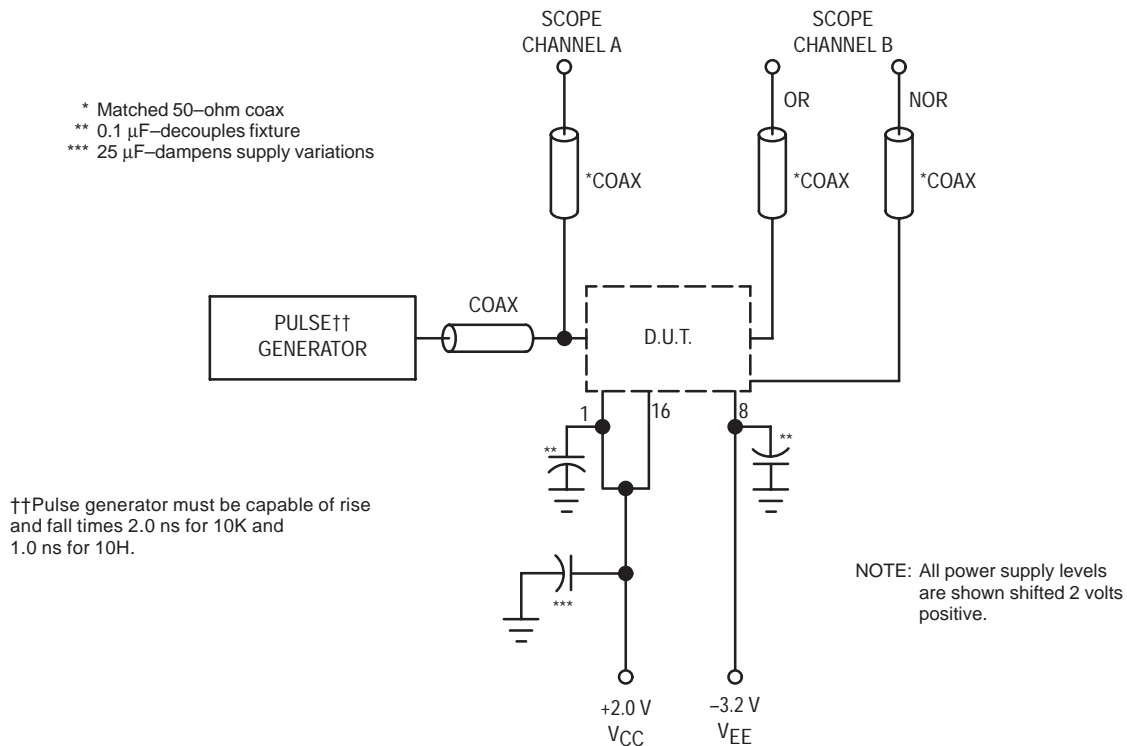 SCOPE
CHANNEL A
SCOPE
CHANNEL B
* Matched 50–ohm coax
** 0.1 µF–decouples fixture
*** 25 µF–dampens supply variations
OR
NOR
*COAX
*COAX
*COAX
PULSE††
GENERATOR
COAX
D.U.T.
1
16
8
**
**
††Pulse generator must be capable of rise
and fall times 2.0 ns for 10K and
1.0 ns for 10H.
***
NOTE: All power supply levels
are shown shifted 2 volts
positive.
+2.0 V
VCC
–3.2 V
VEE